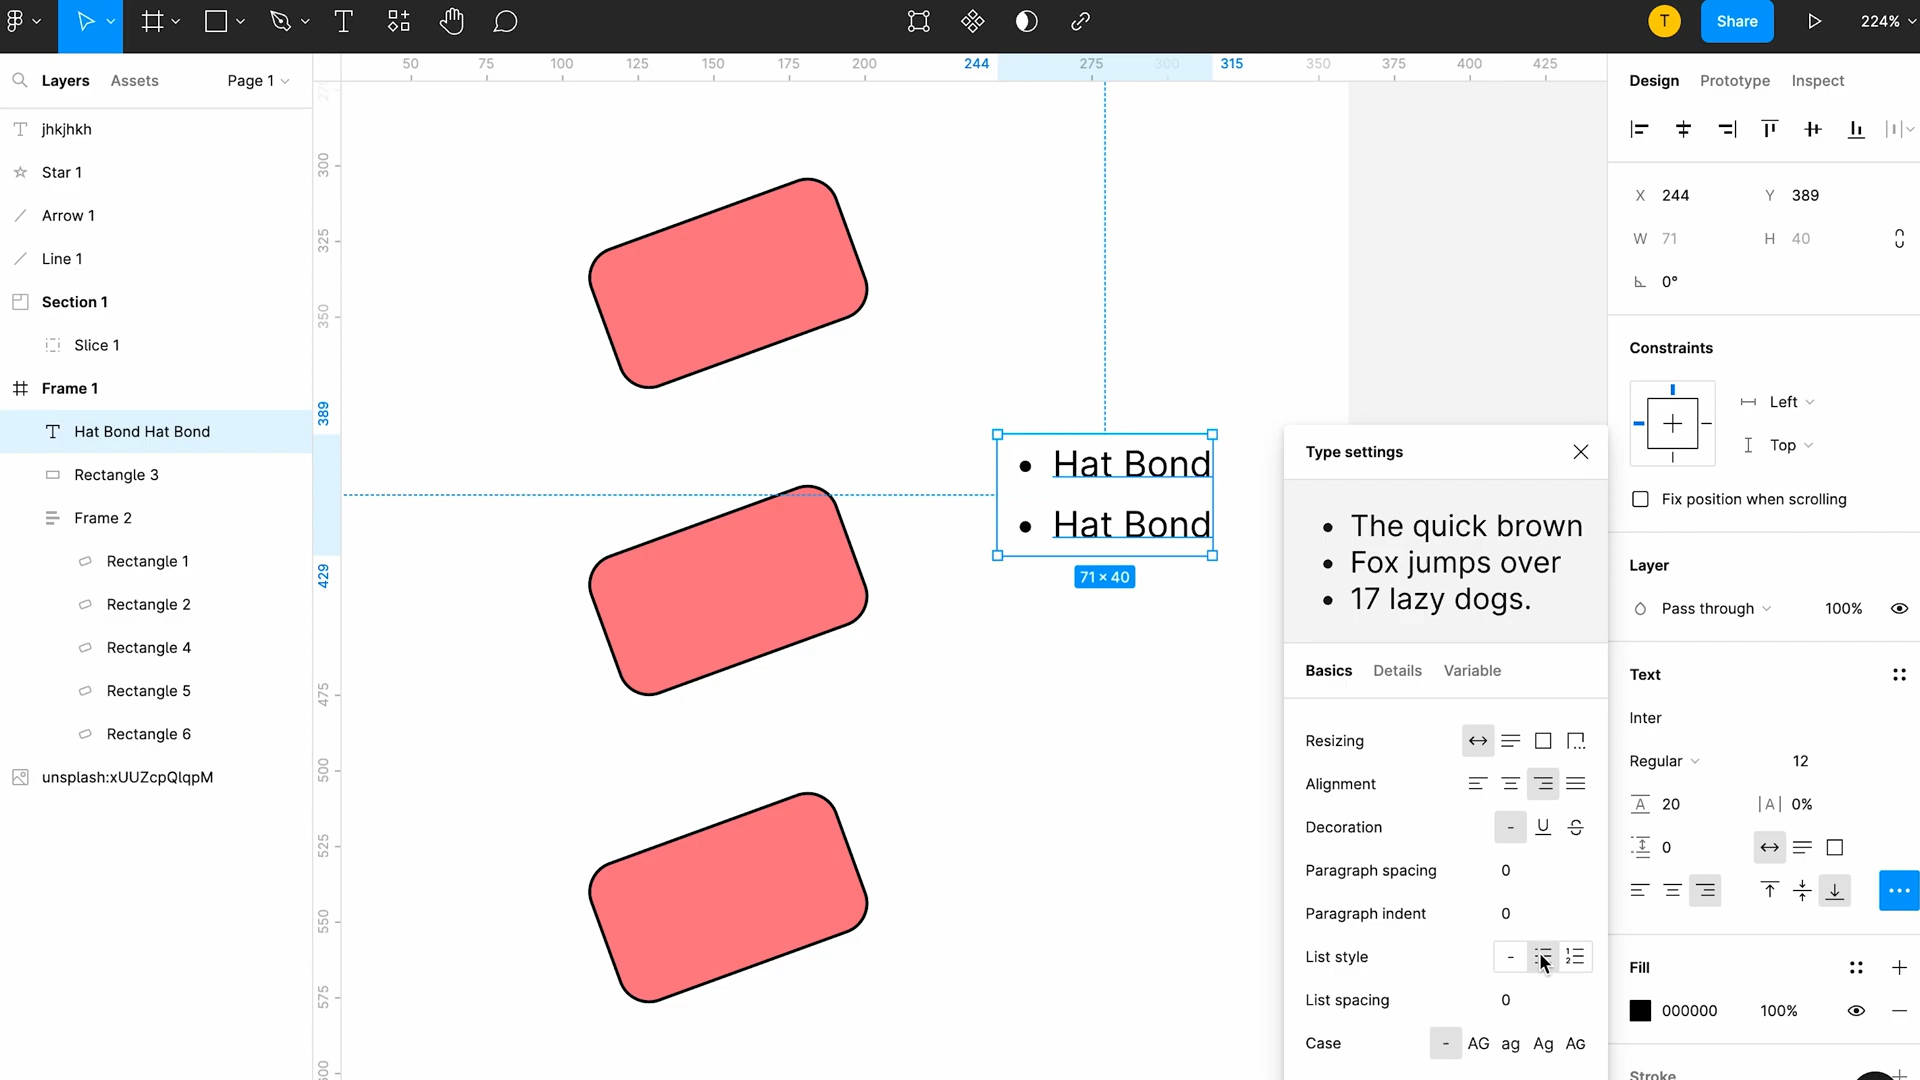 T
Share
224%
Layers
Assets
Page 1
jhkjhkh
Star 1
Arrow 1
Line 1
Section 1
Slice 1
Frame 1
Hat Bond Hat Bond
Rectangle 3
Frame 2
Rectangle 1
Rectangle 2
Rectangle 4
Rectangle 5
Rectangle 6
unsplash:xUUZcpQlqpM
50 75 100 125 150 175 200 244 275 300 315 350 375 400 425
300
325
350
389
429
475
500
525
550
575
Hat Bond
Hat Bond
71 × 40
Type settings
The quick brown
Fox jumps over
17 lazy dogs.
Basics Details Variable
Resizing
Alignment
Decoration - U S
Paragraph spacing 0
Paragraph indent 0
List style -
List spacing 0
Case - AG ag Ag AG
Design Prototype Inspect
X 244 Y 389
W 71 H 40
0°
Constraints
Left
Top
Fix position when scrolling
Layer
Pass through 100%
Text
Inter
Regular 12
A 20 |A| 0%
0
Fill
000000 100%
Stroke